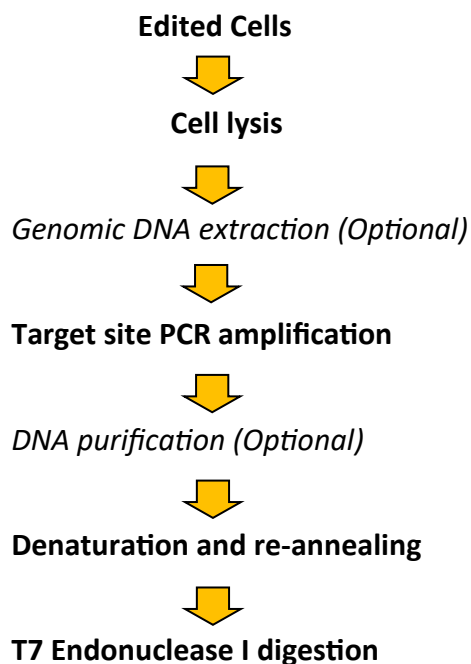 Edited Cells
Cell lysis
Genomic DNA extraction (Optional)
Target site PCR amplification
DNA purification (Optional)
Denaturation and re-annealing
T7 Endonuclease I digestion